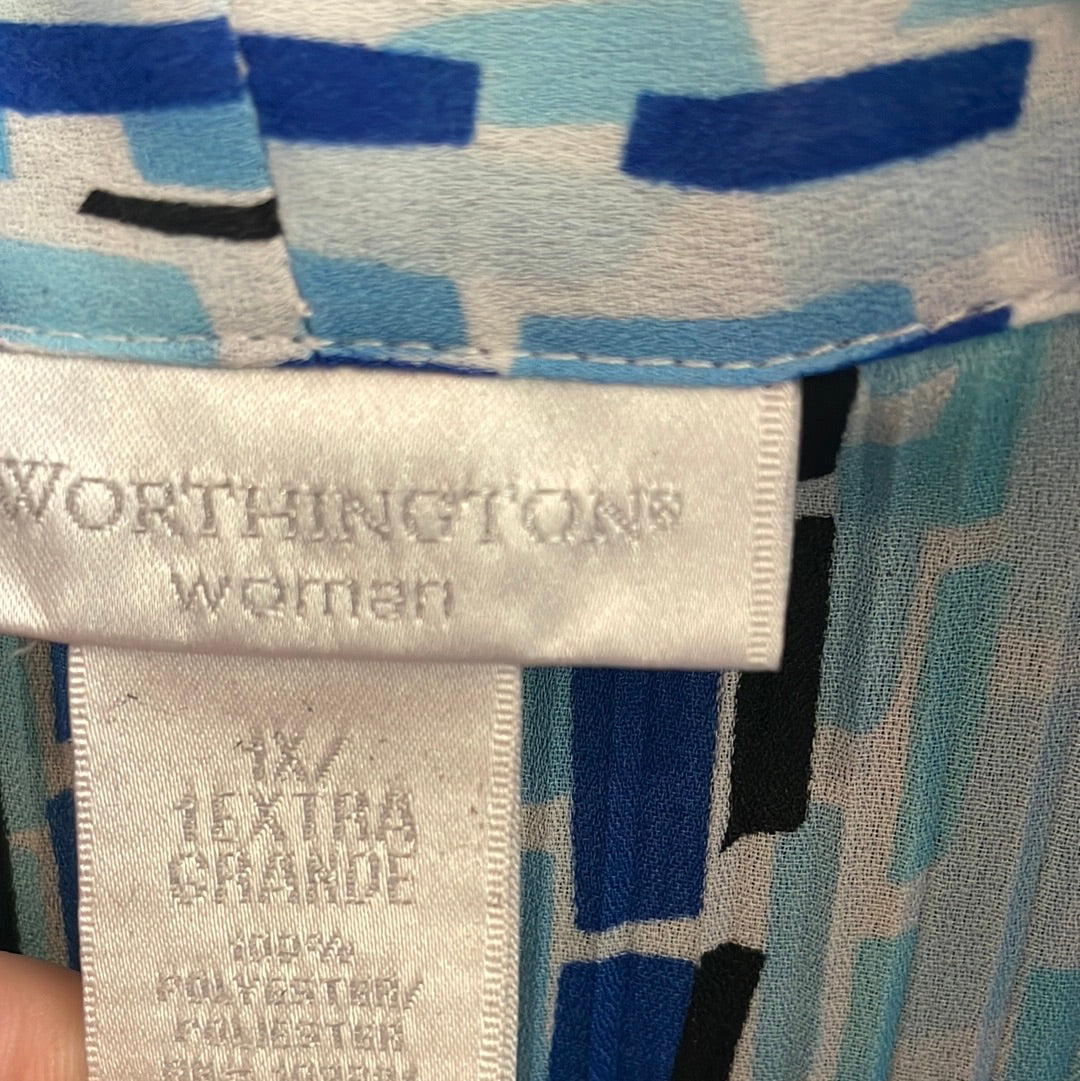 WORTHINGTON®
woman
1X/
1EXTRA
GRANDE
100%
POLYESTER/
POLIESTER